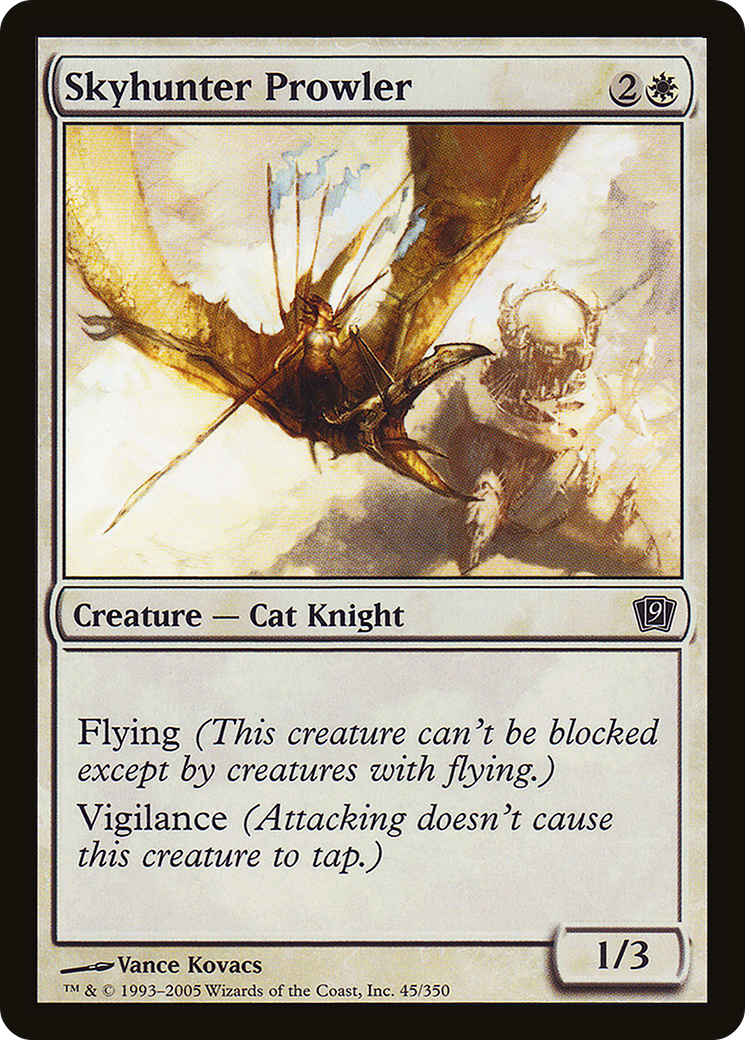 Skyhunter Prowler 2
Creature — Cat Knight 9
Flying (This creature can't be blocked
except by creatures with flying.)
Vigilance (Attacking doesn't cause
this creature to tap.)
1/3
Vance Kovacs
™ & © 1993–2005 Wizards of the Coast, Inc. 45/350